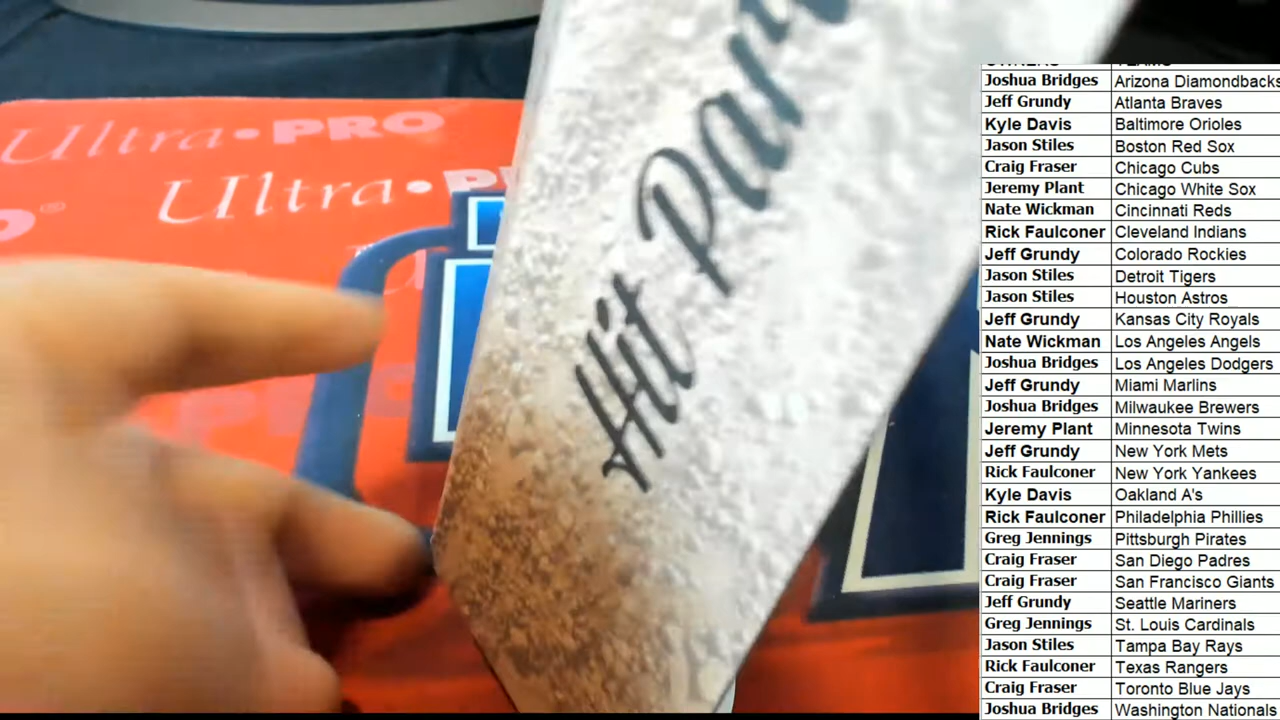 Ultra•PRO
Ultra•
Hit
OWNERS TEAMS
Joshua Bridges Arizona Diamondbacks
Jeff Grundy Atlanta Braves
Kyle Davis Baltimore Orioles
Jason Stiles Boston Red Sox
Craig Fraser Chicago Cubs
Jeremy Plant Chicago White Sox
Nate Wickman Cincinnati Reds
Rick Faulconer Cleveland Indians
Jeff Grundy Colorado Rockies
Jason Stiles Detroit Tigers
Jason Stiles Houston Astros
Jeff Grundy Kansas City Royals
Nate Wickman Los Angeles Angels
Joshua Bridges Los Angeles Dodgers
Jeff Grundy Miami Marlins
Joshua Bridges Milwaukee Brewers
Jeremy Plant Minnesota Twins
Jeff Grundy New York Mets
Rick Faulconer New York Yankees
Kyle Davis Oakland A's
Rick Faulconer Philadelphia Phillies
Greg Jennings Pittsburgh Pirates
Craig Fraser San Diego Padres
Craig Fraser San Francisco Giants
Jeff Grundy Seattle Mariners
Greg Jennings St. Louis Cardinals
Jason Stiles Tampa Bay Rays
Rick Faulconer Texas Rangers
Craig Fraser Toronto Blue Jays
Joshua Bridges Washington Nationals